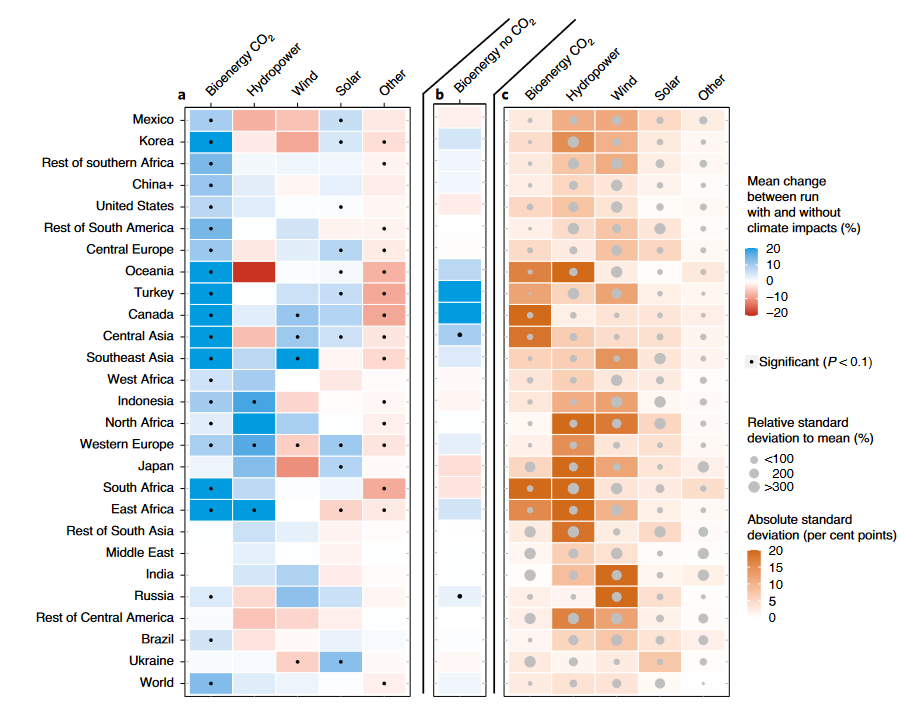 a
Bioenergy CO2
Hydropower
Wind
Solar
Other
b
Bioenergy no CO2
c
Bioenergy CO2
Hydropower
Wind
Solar
Other
Mexico
Korea
Rest of southern Africa
China+
United States
Rest of South America
Central Europe
Oceania
Turkey
Canada
Central Asia
Southeast Asia
West Africa
Indonesia
North Africa
Western Europe
Japan
South Africa
East Africa
Rest of South Asia
Middle East
India
Russia
Rest of Central America
Brazil
Ukraine
World
Mean change
between run
with and without
climate impacts (%)
20
10
0
−10
−20
• Significant (P < 0.1)
Relative standard
deviation to mean (%)
<100
200
>300
Absolute standard
deviation (per cent points)
20
15
10
5
0